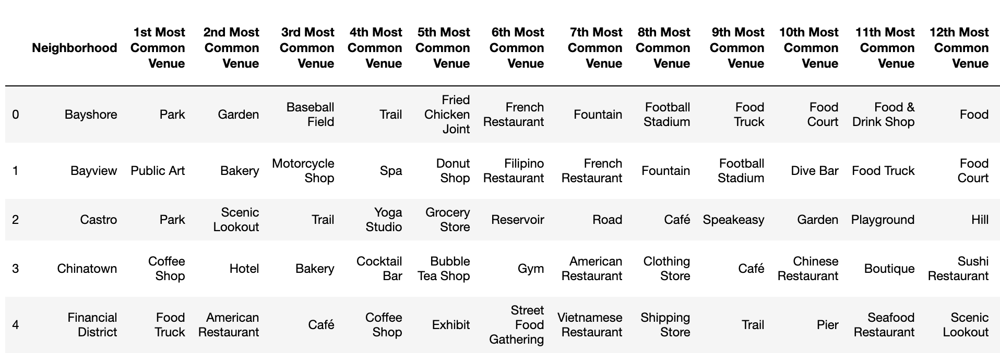 Neighborhood 1st Most Common Venue 2nd Most Common Venue 3rd Most Common Venue 4th Most Common Venue 5th Most Common Venue 6th Most Common Venue 7th Most Common Venue 8th Most Common Venue 9th Most Common Venue 10th Most Common Venue 11th Most Common Venue 12th Most Common Venue
0 Bayshore Park Garden Baseball Field Trail Fried Chicken Joint French Restaurant Fountain Football Stadium Food Truck Food Court Food & Drink Shop Food
1 Bayview Public Art Bakery Motorcycle Shop Spa Donut Shop Filipino Restaurant French Restaurant Fountain Football Stadium Dive Bar Food Truck Food Court
2 Castro Park Scenic Lookout Trail Yoga Studio Grocery Store Reservoir Road Café Speakeasy Garden Playground Hill
3 Chinatown Coffee Shop Hotel Bakery Cocktail Bar Bubble Tea Shop Gym American Restaurant Clothing Store Café Chinese Restaurant Boutique Sushi Restaurant
4 Financial District Food Truck American Restaurant Café Coffee Shop Exhibit Street Food Gathering Vietnamese Restaurant Shipping Store Trail Pier Seafood Restaurant Scenic Lookout